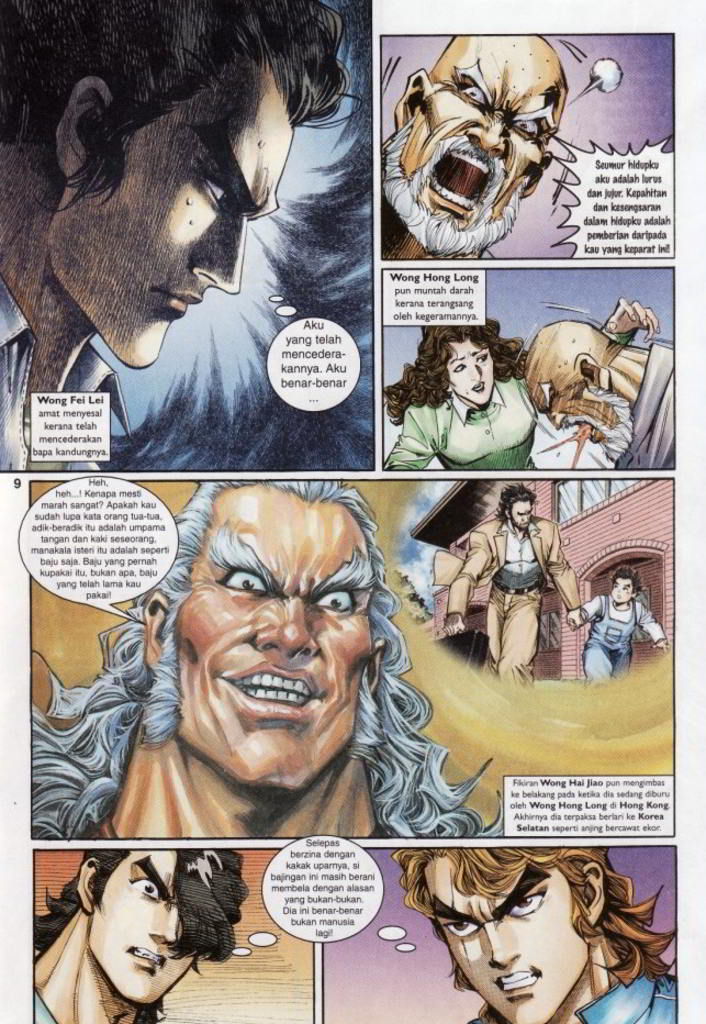 Aku
yang telah
mencedera-
kannya. Aku
benar-benar
...
Wong Fei Lei
amat menyesal
kerana telah
mencederakan
bapa kandungnya.
Seumur hidupku
aku adalah lurus
dan jujur. Kepahitan
dan kesengsaran
dalam hidupku adalah
pemberian daripada
kau yang keparat ini!
Wong Hong Long
pun muntah darah
kerana terangsang
oleh kegeramannya.
9
Heh,
heh...! Kenapa mesti
marah sangat? Apakah kau
sudah lupa kata orang tua-tua,
adik-beradik itu adalah umpama
tangan dan kaki seseorang,
manakala isteri itu adalah seperti
baju saja. Baju yang pernah
kupakai itu, bukan apa, baju
yang telah lama kau
pakai!
Fikiran Wong Hai Jiao pun mengimbas
ke belakang pada ketika dia sedang diburu
oleh Wong Hong Long di Hong Kong.
Akhirnya dia terpaksa berlari ke Korea
Selatan seperti anjing bercawat ekor.
Selepas
berzina dengan
kakak uparnya, si
bajingan ini masih berani
membela dengan alasan
yang bukan-bukan.
Dia ini benar-benar
bukan manusia
lagi!